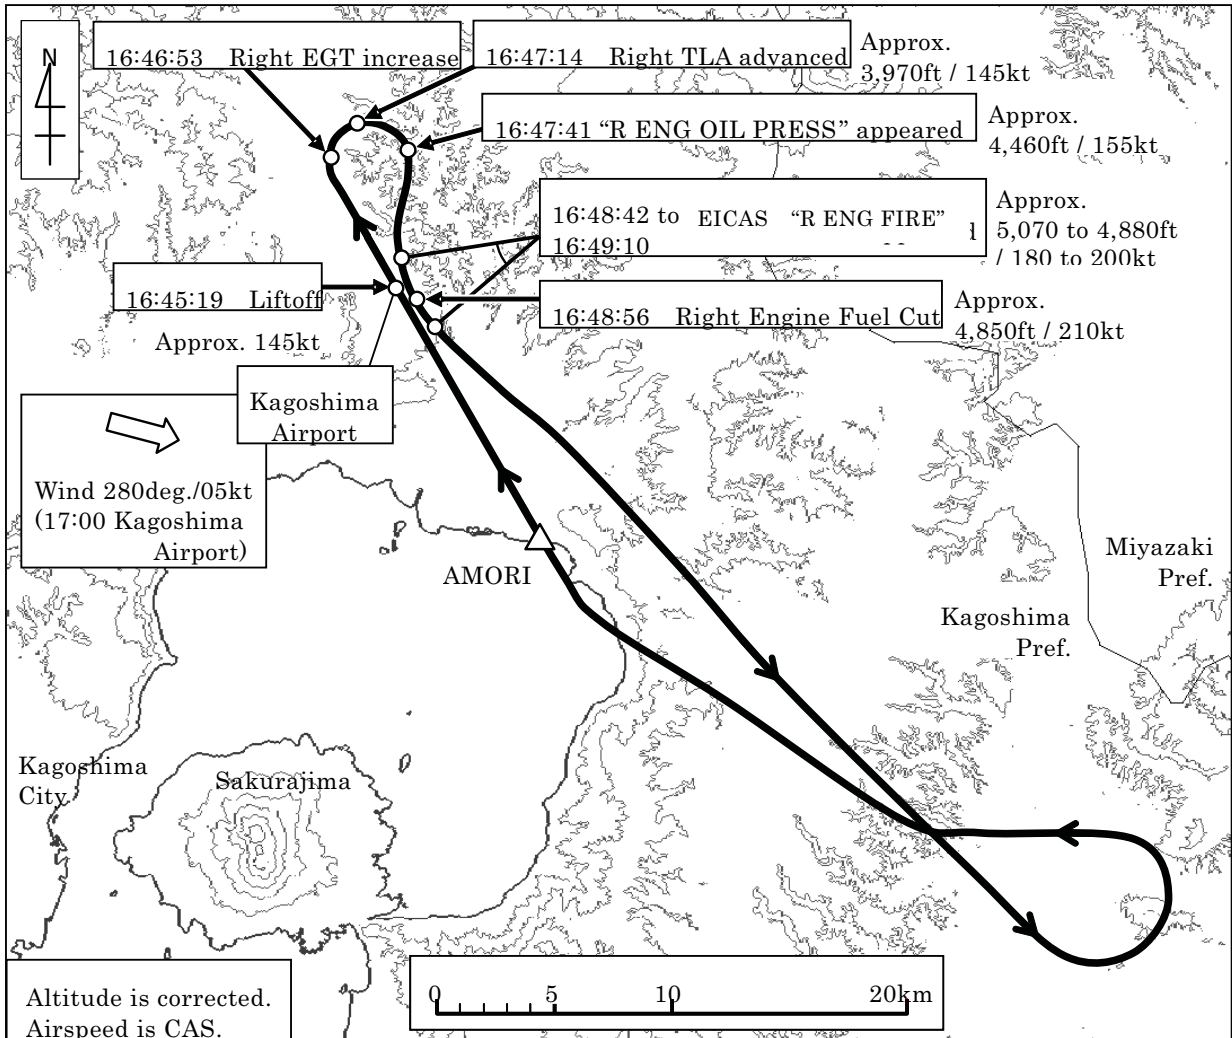 N
16:46:53 Right EGT increase
16:47:14 Right TLA advanced
Approx.
3,970ft / 145kt
16:47:41 “R ENG OIL PRESS” appeared
Approx.
4,460ft / 155kt
16:48:42 to EICAS “R ENG FIRE”
16:49:10
Approx.
5,070 to 4,880ft
/ 180 to 200kt
16:45:19 Liftoff
Approx. 145kt
16:48:56 Right Engine Fuel Cut
Approx.
4,850ft / 210kt
Kagoshima
Airport
Wind 280deg./05kt
(17:00 Kagoshima
Airport)
AMORI
Miyazaki
Pref.
Kagoshima
Pref.
Kagoshima
City
Sakurajima
0 5 10 20km
Altitude is corrected.
Airspeed is CAS.